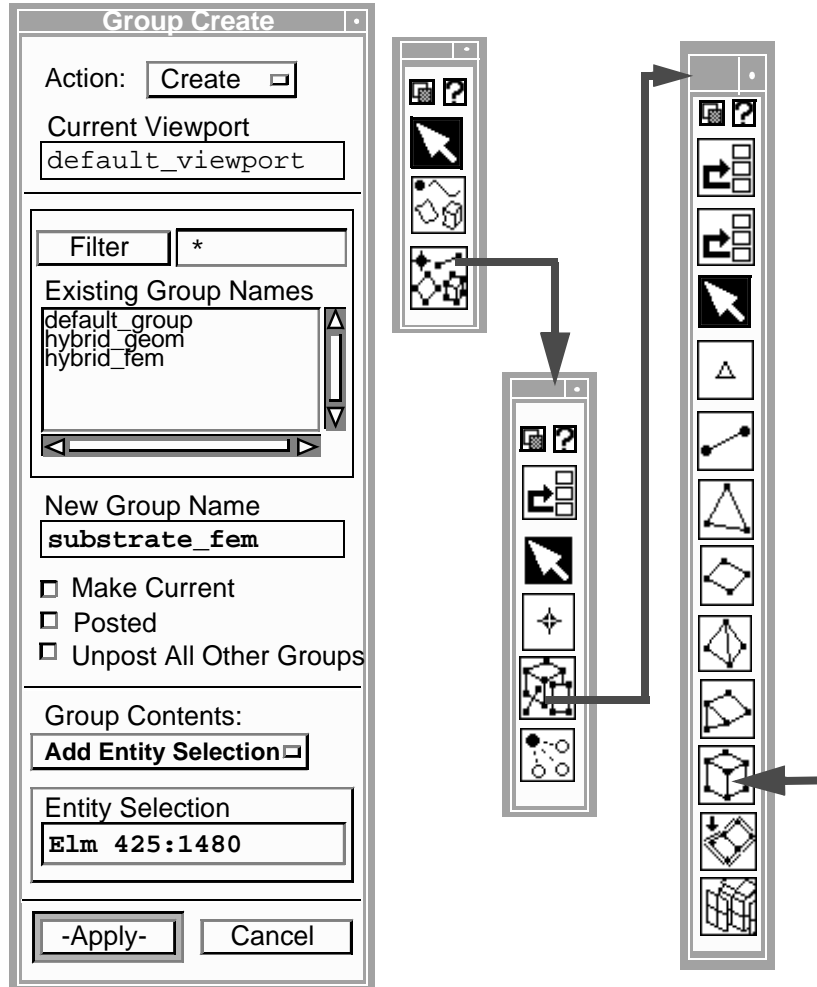 Group Create
Action: Create
Current Viewport
default_viewport
Filter *
Existing Group Names
default_group
hybrid_geom
hybrid_fem
New Group Name
substrate_fem
Make Current
Posted
Unpost All Other Groups
Group Contents:
Add Entity Selection
Entity Selection
Elm 425:1480
-Apply- Cancel
?
?
?